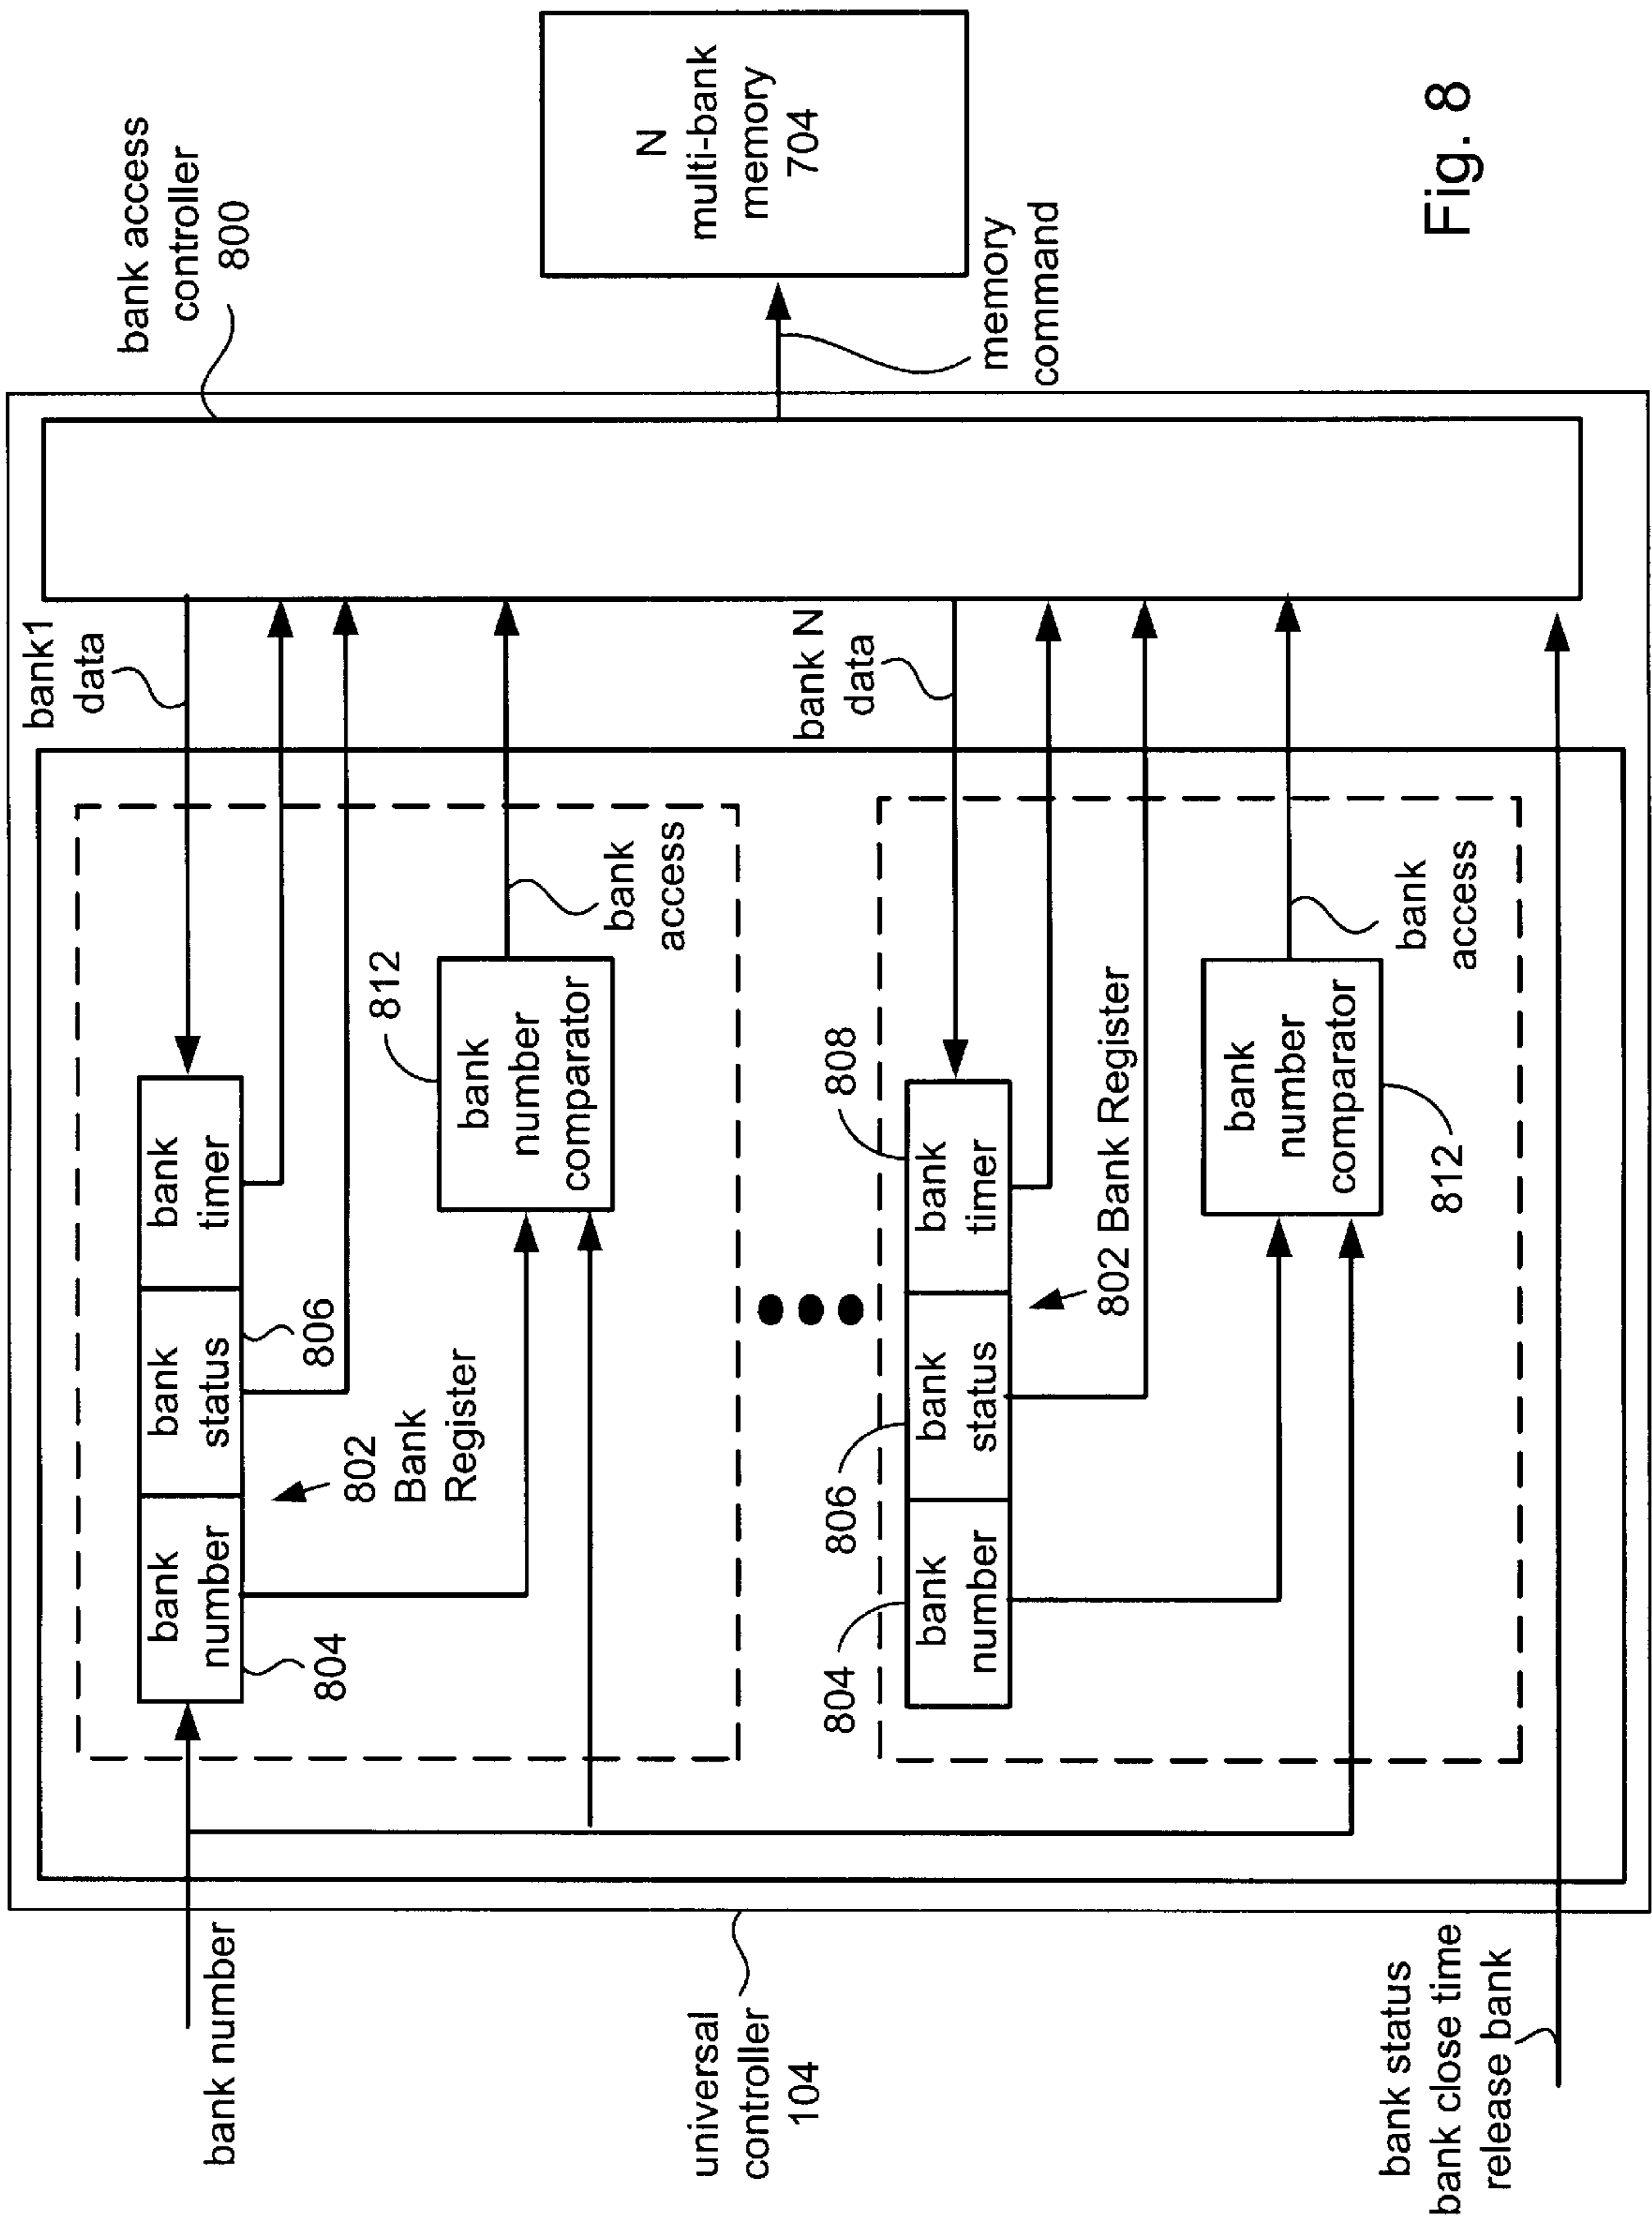 bank number
universal
controller
104
bank status
bank close time
release bank
bank
number
804
bank
status
806
bank
timer
802
Bank
Register
bank
number
comparator
812
bank
access
bank1
data
804
bank
number
806
bank
status
808
bank
timer
802 Bank Register
bank
number
comparator
812
bank
access
bank N
data
bank access
controller
800
memory
command
N
multi-bank
memory
704
Fig. 8